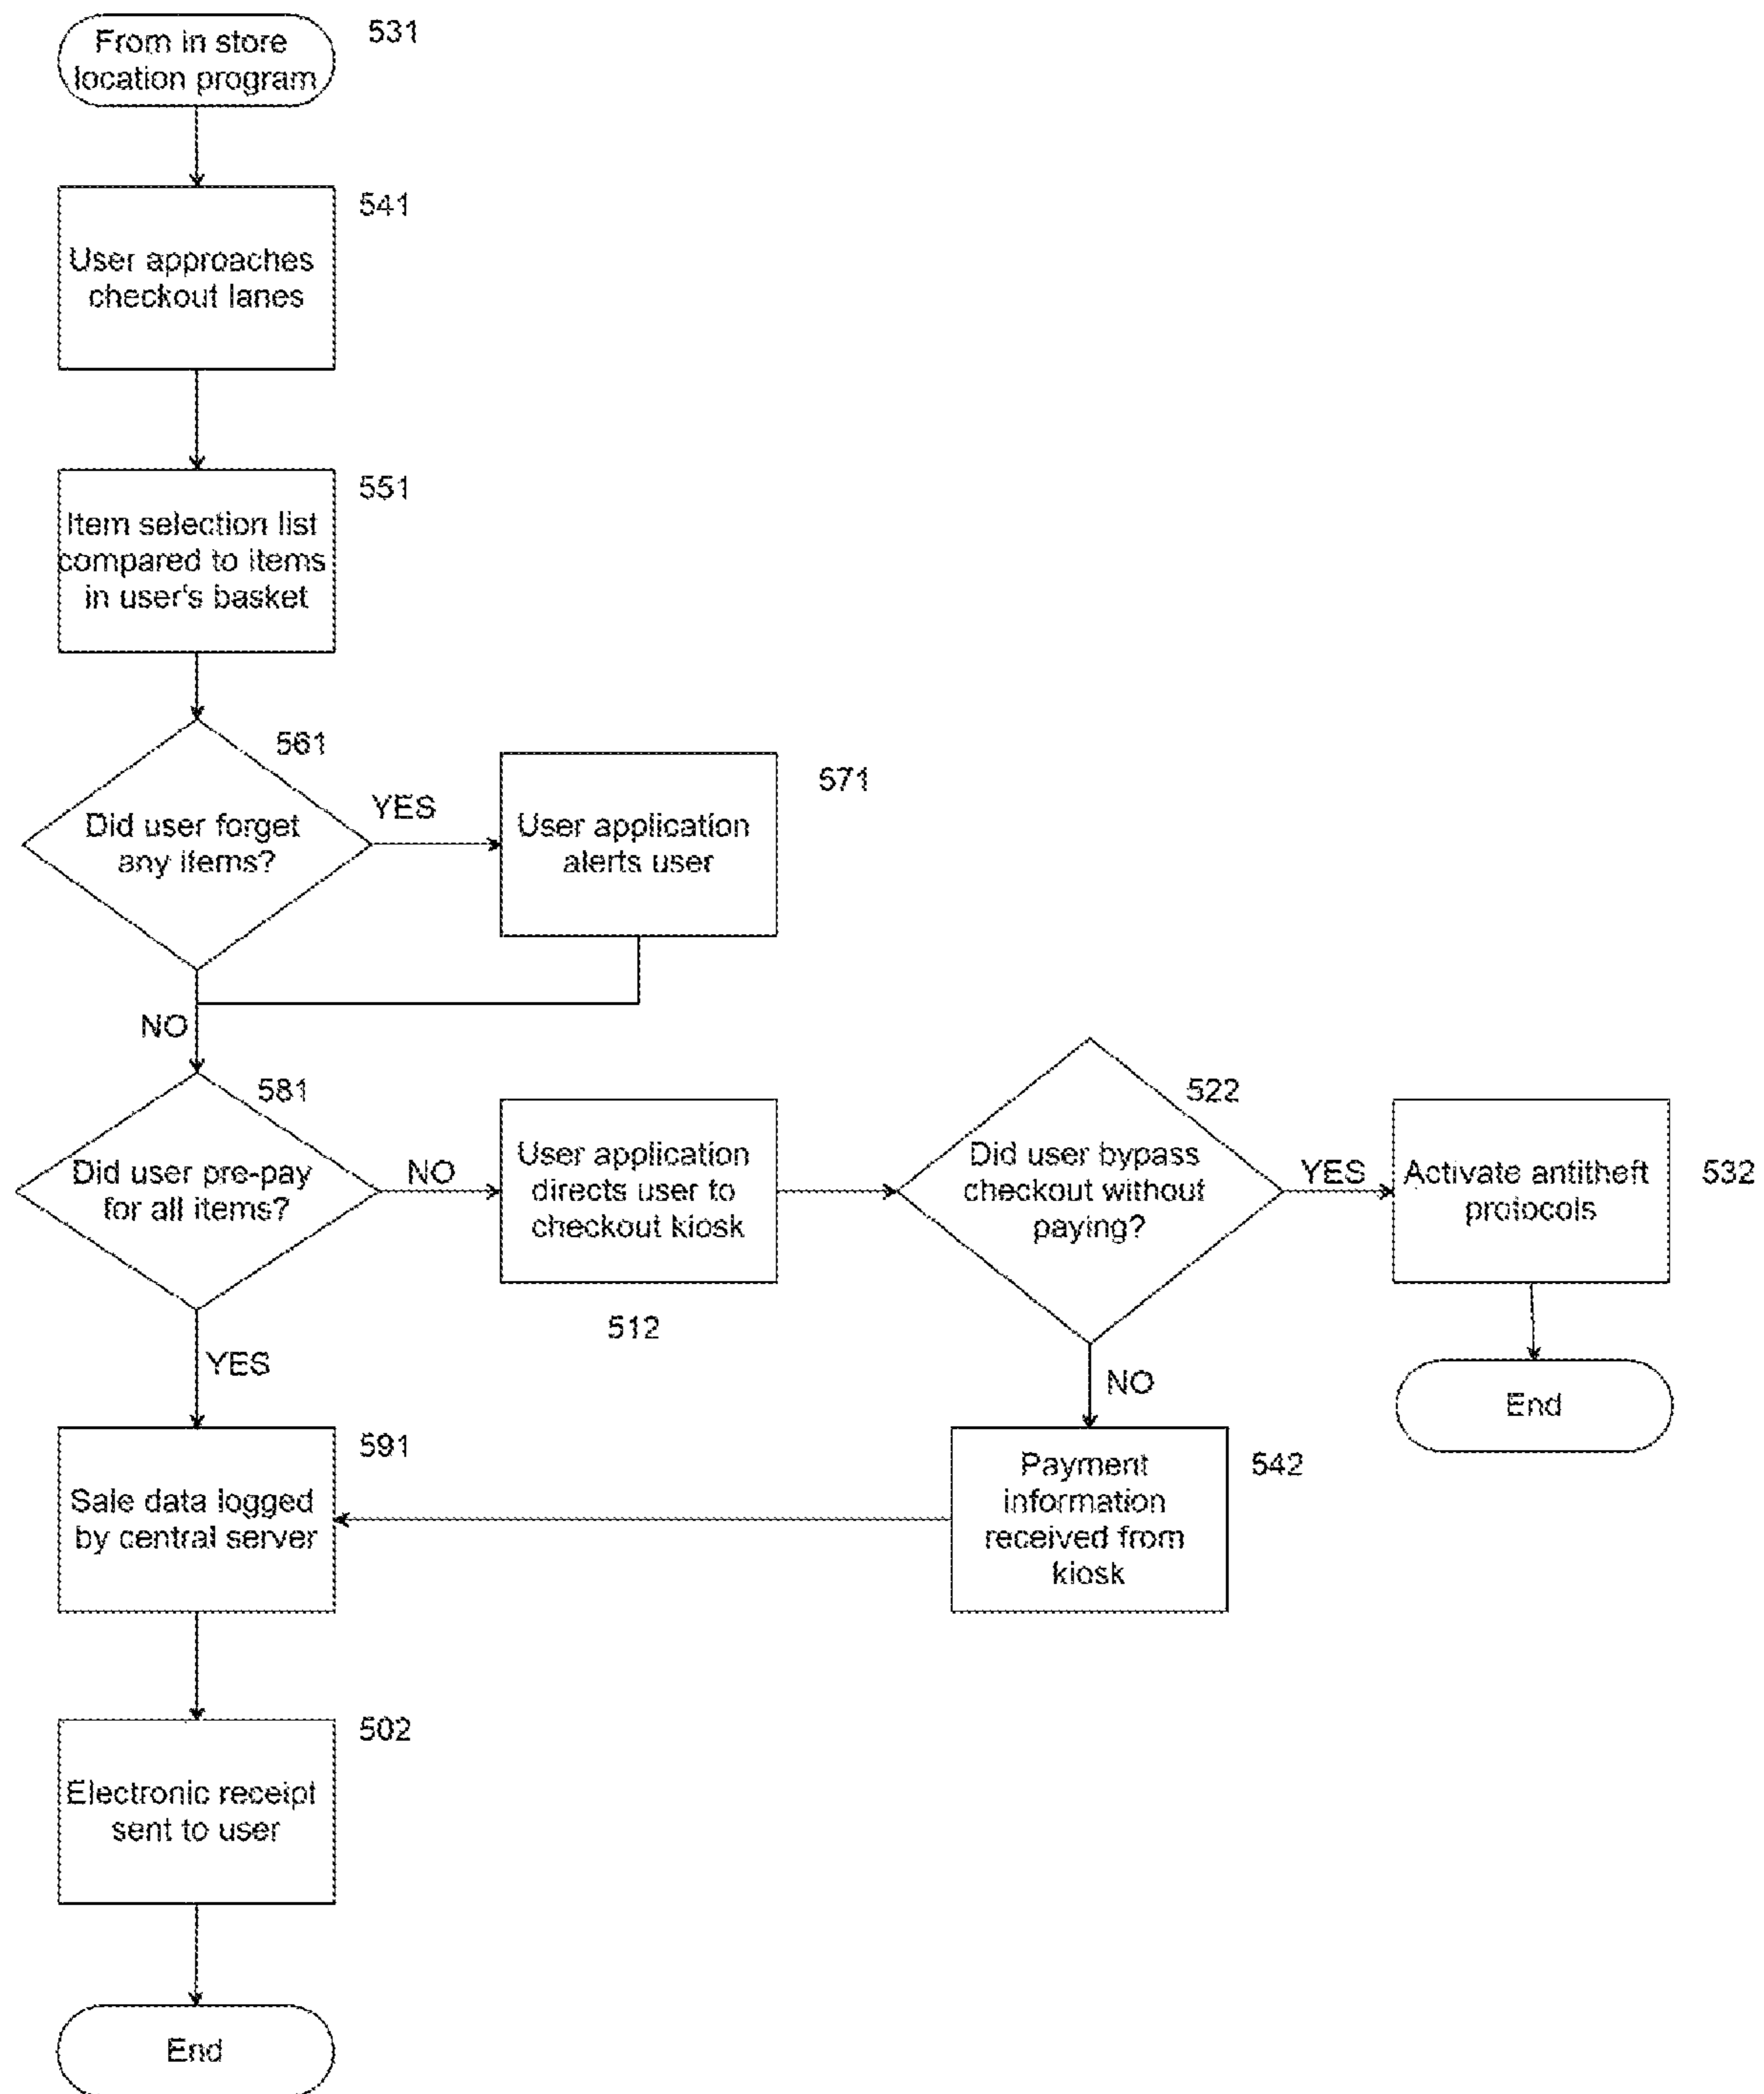 From in store
location program
531
User approaches
checkout lanes
541
Item selection list
compared to items
in user's basket
551
Did user forget
any items?
561
YES
User application
alerts user
571
NO
Did user pre-pay
for all items?
581
NO
User application
directs user to
checkout kiosk
512
Did user bypass
checkout without
paying?
522
YES
Activate antitheft
protocols
532
End
YES
NO
Sale data logged
by central server
591
Payment
information
received from
kiosk
542
Electronic receipt
sent to user
502
End